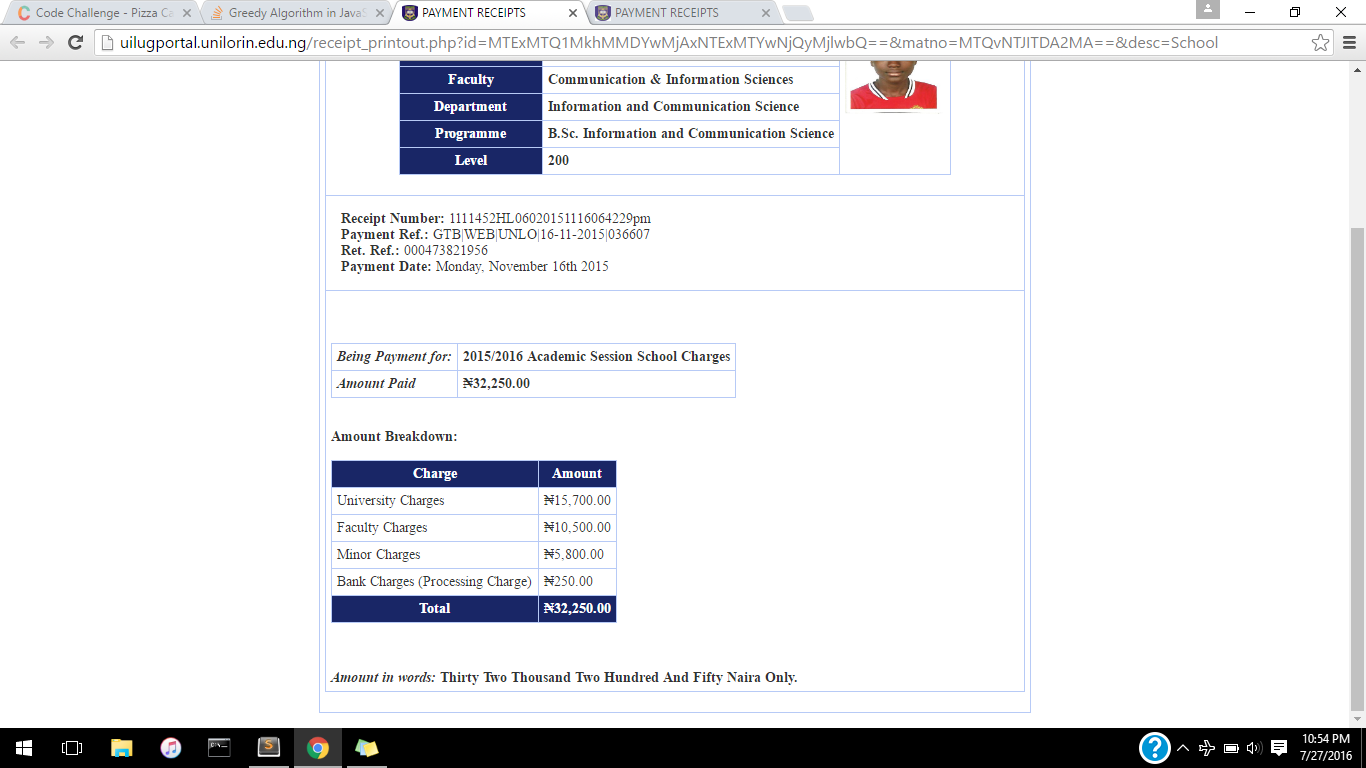 Code Challenge - Pizza Ca
Greedy Algorithm in JavaS
PAYMENT RECEIPTS
PAYMENT RECEIPTS
uilugportal.unilorin.edu.ng/receipt_printout.php?id=MTExMTQ1MkhMMDYwMjAxNTExMTYwNjQyMjlwbQ==&matno=MTQvNTJITDA2MA==&desc=School
Faculty Communication & Information Sciences
Department Information and Communication Science
Programme B.Sc. Information and Communication Science
Level 200
Receipt Number: 1111452HL06020151116064229pm
Payment Ref.: GTB|WEB|UNLO|16-11-2015|036607
Ret. Ref.: 000473821956
Payment Date: Monday, November 16th 2015
Being Payment for: 2015/2016 Academic Session School Charges
Amount Paid ₦32,250.00
Amount Breakdown:
Charge Amount
University Charges ₦15,700.00
Faculty Charges ₦10,500.00
Minor Charges ₦5,800.00
Bank Charges (Processing Charge) ₦250.00
Total ₦32,250.00
Amount in words: Thirty Two Thousand Two Hundred And Fifty Naira Only.
10:54 PM
7/27/2016